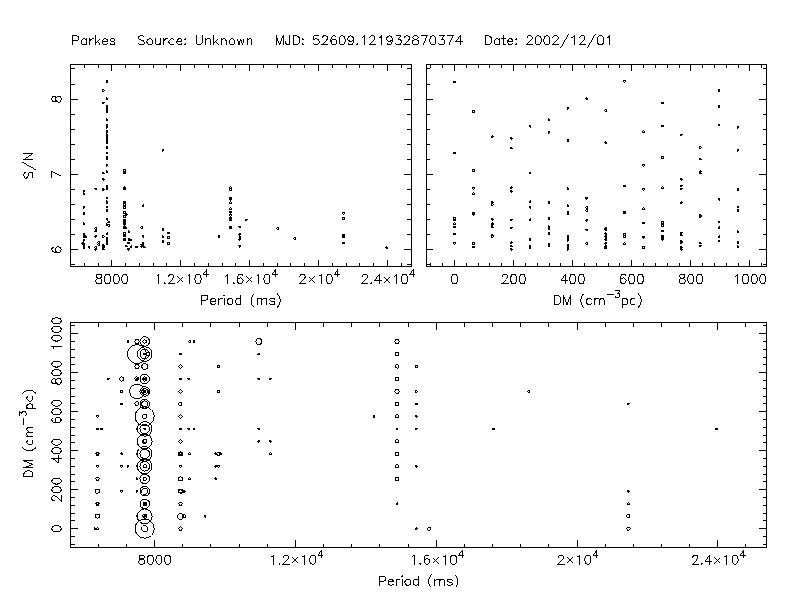 Parkes Source: Unknown MJD: 52609.121932870374 Date: 2002/12/01
8
7
6
S/N
8000 1.2×10⁴ 1.6×10⁴ 2×10⁴ 2.4×10⁴
Period (ms)
0 200 400 600 800 1000
DM (cm⁻³pc)
1000
800
600
400
200
0
DM (cm⁻³pc)
8000 1.2×10⁴ 1.6×10⁴ 2×10⁴ 2.4×10⁴
Period (ms)